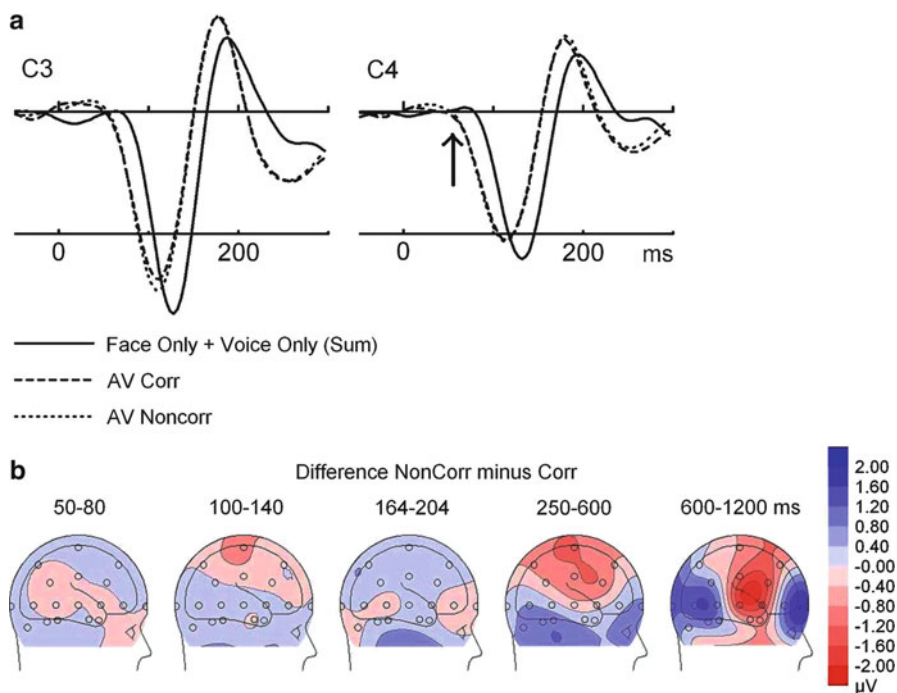 a
C3
C4
0
200
0
200
ms
Face Only + Voice Only (Sum)
AV Corr
AV Noncorr
b
Difference NonCorr minus Corr
50-80
100-140
164-204
250-600
600-1200 ms
2.00
1.60
1.20
0.80
0.40
-0.40
-0.80
-1.20
-1.60
-2.00
µV